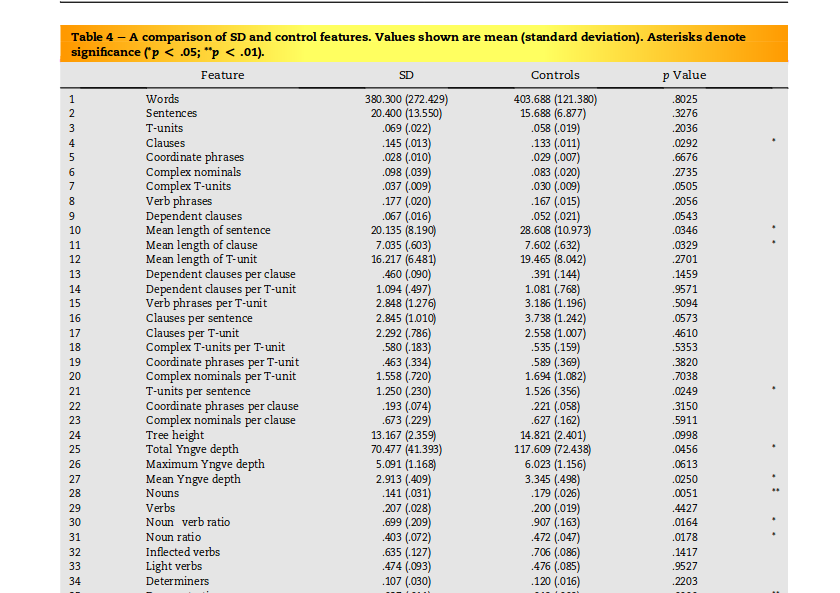 Table 4 – A comparison of SD and control features. Values shown are mean (standard deviation). Asterisks denote
significance (*p < .05; **p < .01).
Feature SD Controls p Value
1 Words 380.300 (272.429) 403.688 (121.380) .8025
2 Sentences 20.400 (13.550) 15.688 (6.877) .3276
3 T-units .069 (.022) .058 (.019) .2036
4 Clauses .145 (.013) .133 (.011) .0292 *
5 Coordinate phrases .028 (.010) .029 (.007) .6676
6 Complex nominals .098 (.039) .083 (.020) .2735
7 Complex T-units .037 (.009) .030 (.009) .0505
8 Verb phrases .177 (.020) .167 (.015) .2056
9 Dependent clauses .067 (.016) .052 (.021) .0543
10 Mean length of sentence 20.135 (8.190) 28.608 (10.973) .0346 *
11 Mean length of clause 7.035 (.603) 7.602 (.632) .0329 *
12 Mean length of T-unit 16.217 (6.481) 19.465 (8.042) .2701
13 Dependent clauses per clause .460 (.090) .391 (.144) .1459
14 Dependent clauses per T-unit 1.094 (.497) 1.081 (.768) .9571
15 Verb phrases per T-unit 2.848 (1.276) 3.186 (1.196) .5094
16 Clauses per sentence 2.845 (1.010) 3.738 (1.242) .0573
17 Clauses per T-unit 2.292 (.786) 2.558 (1.007) .4610
18 Complex T-units per T-unit .580 (.183) .535 (.159) .5353
19 Coordinate phrases per T-unit .463 (.334) .589 (.369) .3820
20 Complex nominals per T-unit 1.558 (.720) 1.694 (1.082) .7038
21 T-units per sentence 1.250 (.230) 1.526 (.356) .0249 *
22 Coordinate phrases per clause .193 (.074) .221 (.058) .3150
23 Complex nominals per clause .673 (.229) .627 (.162) .5911
24 Tree height 13.167 (2.359) 14.821 (2.401) .0998
25 Total Yngve depth 70.477 (41.393) 117.609 (72.438) .0456 *
26 Maximum Yngve depth 5.091 (1.168) 6.023 (1.156) .0613
27 Mean Yngve depth 2.913 (.409) 3.345 (.498) .0250 *
28 Nouns .141 (.031) .179 (.026) .0051 **
29 Verbs .207 (.028) .200 (.019) .4427
30 Noun verb ratio .699 (.209) .907 (.163) .0164 *
31 Noun ratio .403 (.072) .472 (.047) .0178 *
32 Inflected verbs .635 (.127) .706 (.086) .1417
33 Light verbs .474 (.093) .476 (.085) .9527
34 Determiners .107 (.030) .120 (.016) .2203